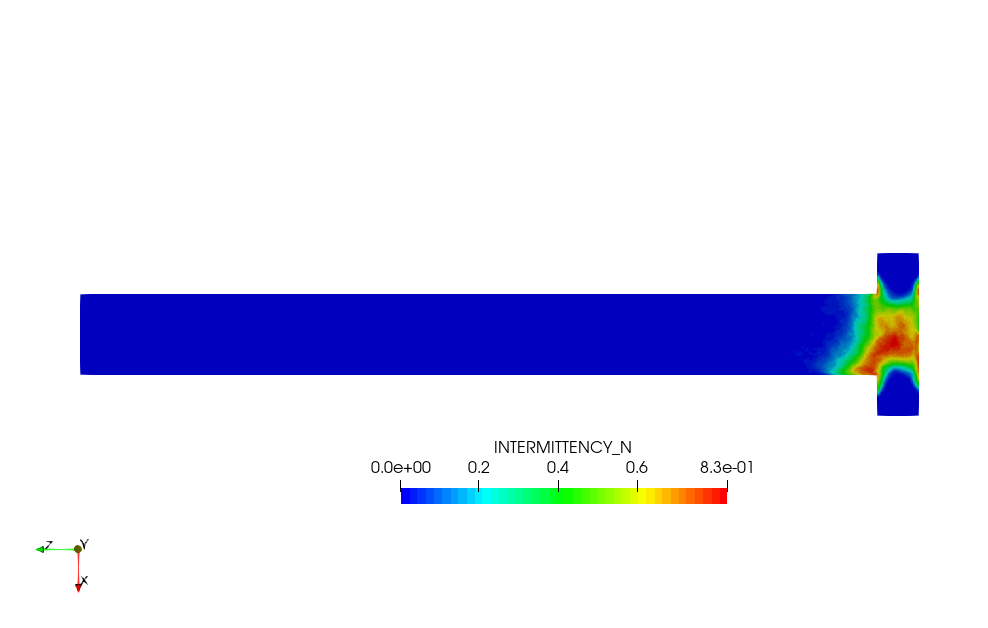 INTERMITTENCY_N
0.0e+00 0.2 0.4 0.6 8.3e-01
Z Y
X